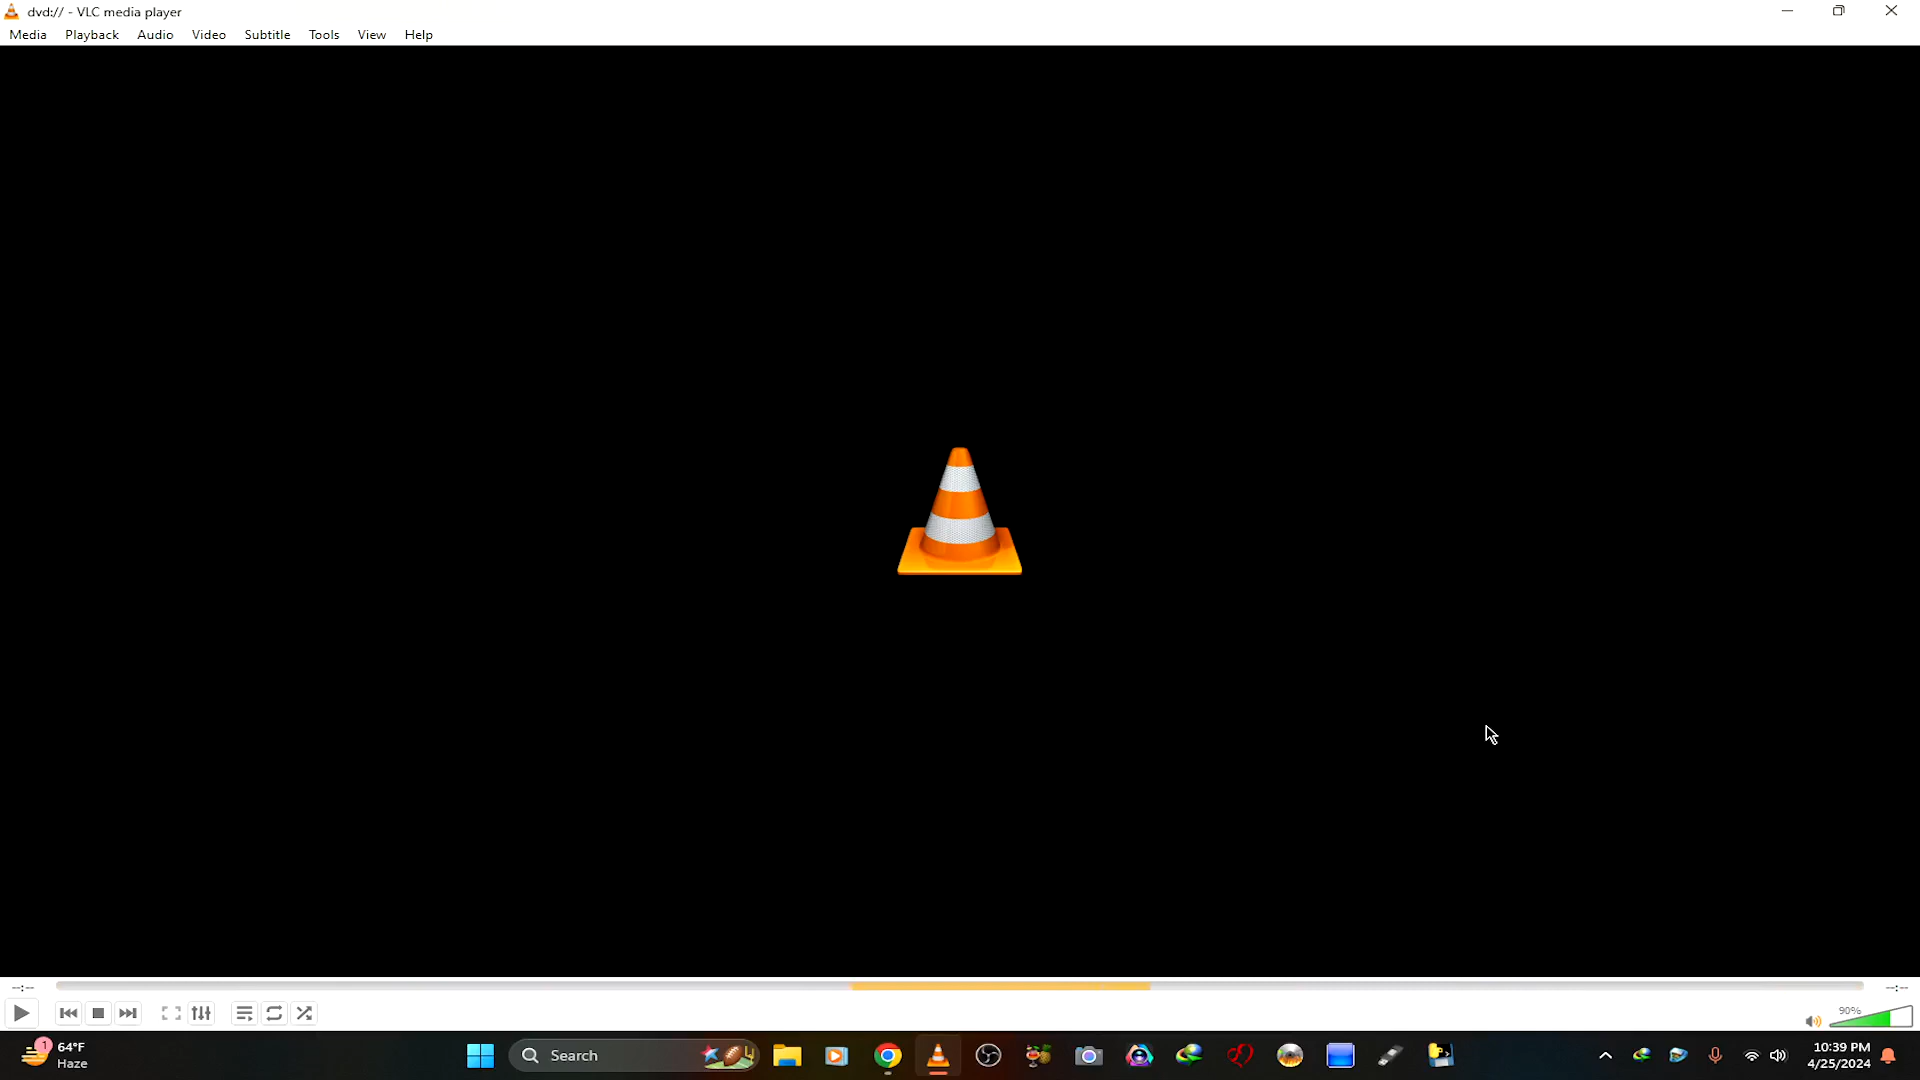 dvd:// - VLC media player
Media Playback Audio Video Subtitle Tools View Help
--:-- --:--
90%
1 64°F
Haze
Search
10:39 PM
4/25/2024